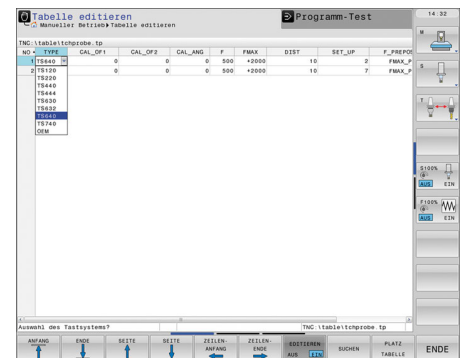 Tabelle editieren
Programm-Test
14:32
Manueller Betrieb▸Tabelle editieren
TNC:\table\tchprobe.tp
NO TYPE CAL_OF1 CAL_OF2 CAL_ANG F FMAX DIST SET_UP F_PREPOS
1 TS640 0 0 0 500 +2000 10 2 FMAX_P
2 TS120 0 0 0 500 +2000 10 7 FMAX_P
TS220
TS440
TS444
TS630
TS632
TS640
TS740
OEM
M
S
T
S100%
AUS EIN
F100%
AUS EIN
Auswahl des Tastsystems?
TNC:\table\tchprobe.tp
ANFANG
ENDE
SEITE
SEITE
ZEILEN-ANFANG
ZEILEN-ENDE
EDITIEREN
AUS EIN
SUCHEN
PLATZ TABELLE
ENDE